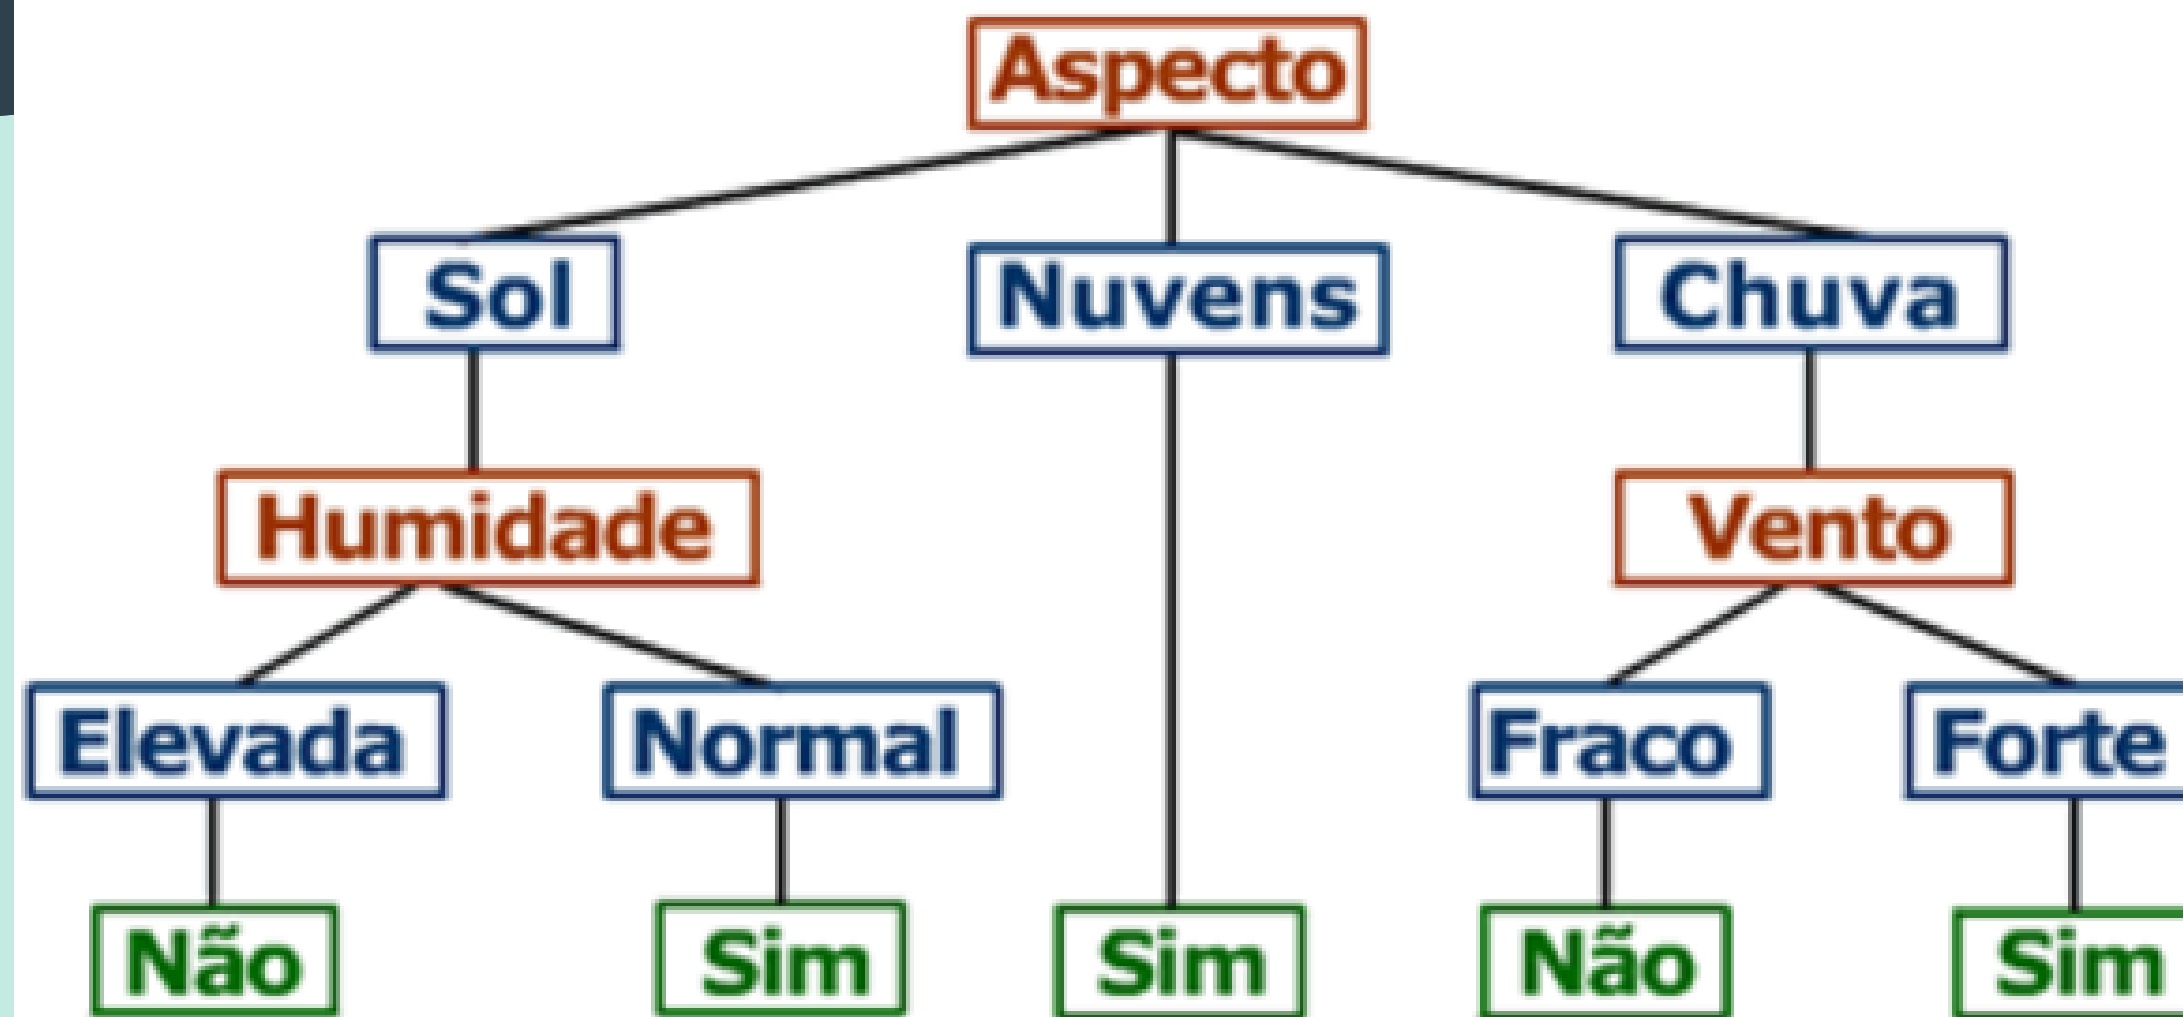 Aspecto
Sol Nuvens Chuva
Humidade Vento
Elevada Normal Fraco Forte
Não Sim Sim Não Sim